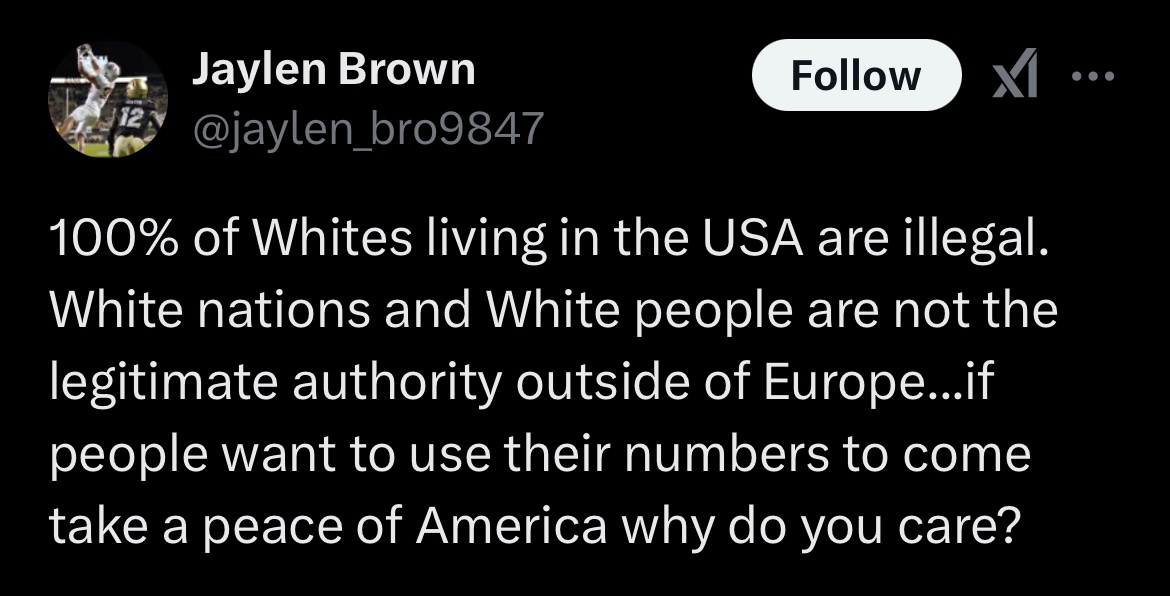 Jaylen Brown
Follow
@jaylen_bro9847
100% of Whites living in the USA are illegal.
White nations and White people are not the
legitimate authority outside of Europe...if
people want to use their numbers to come
take a peace of America why do you care?
12